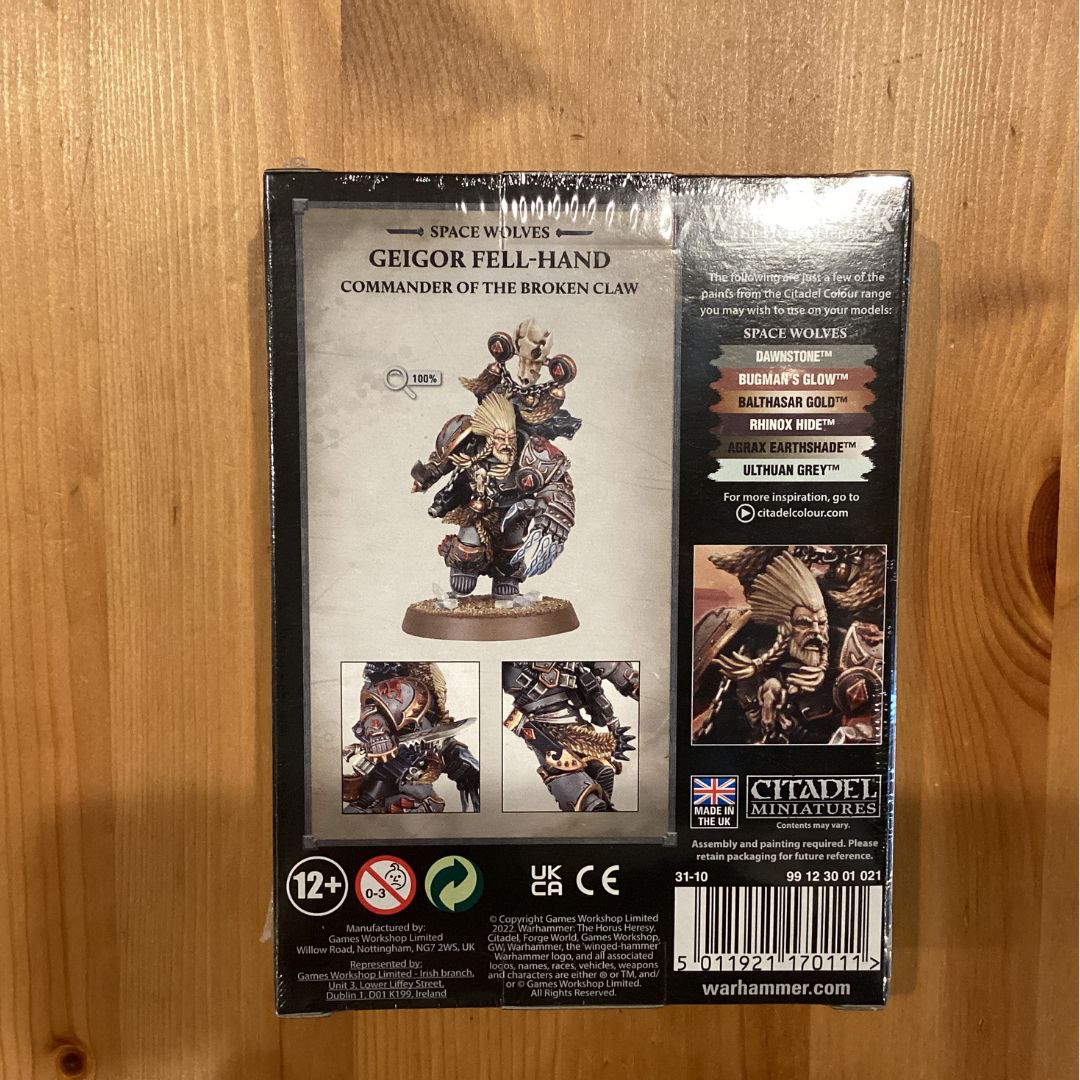 SPACE WOLVES
GEIGOR FELL-HAND
COMMANDER OF THE BROKEN CLAW
100%
The following are just a few of the
paints from the Citadel Colour range
you may wish to use on your models:
SPACE WOLVES
DAWNSTONE™
BUGMAN'S GLOW™
BALTHASAR GOLD™
RHINOX HIDE™
AGRAX EARTHSHADE™
ULTHUAN GREY™
For more inspiration, go to
citadelcolour.com
MADE IN
THE UK
CITADEL
MINIATURES
Contents may vary.
Assembly and painting required. Please
retain packaging for future reference.
31-10 99 12 30 01 021
5 011921 170111 >
warhammer.com
12+
0-3
UK
CA CE
Manufactured by:
Games Workshop Limited
Willow Road, Nottingham, NG7 2WS, UK
Represented by:
Games Workshop Limited - Irish branch,
Unit 3, Lower Liffey Street,
Dublin 1, D01 K199, Ireland
© Copyright Games Workshop Limited
2022. Warhammer: The Horus Heresy,
Citadel, Forge World, Games Workshop,
GW, Warhammer, the 'winged-hammer'
Warhammer logo, and all associated
logos, names, races, vehicles, weapons
and characters are either ® or TM, and/
or © Games Workshop Limited.
All Rights Reserved.